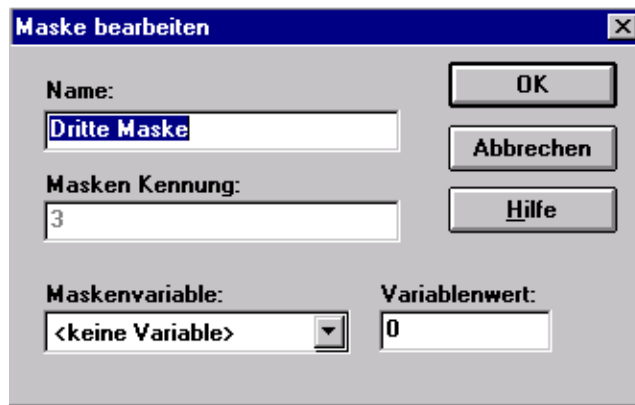 Maske bearbeiten
Name:
Dritte Maske
OK
Abbrechen
Masken Kennung:
3
Hilfe
Maskenvariable:
<keine Variable>
Variablenwert:
0